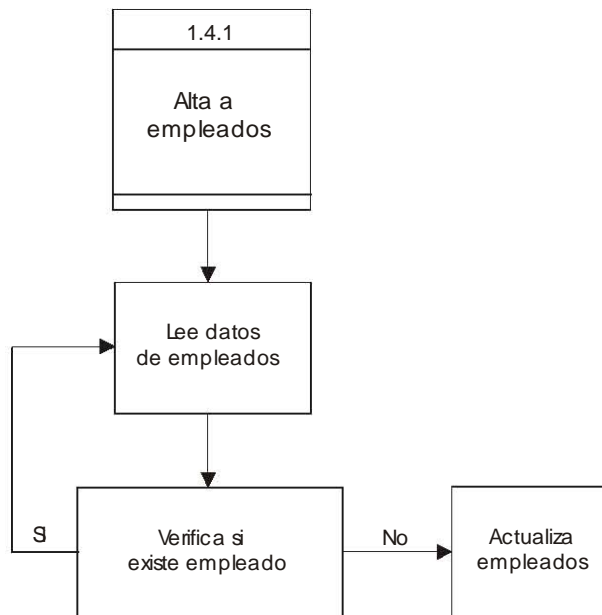 1.4.1
Alta a
empleados
Lee datos
de empleados
Si
Verifica si
existe empleado
No
Actualiza
empleados